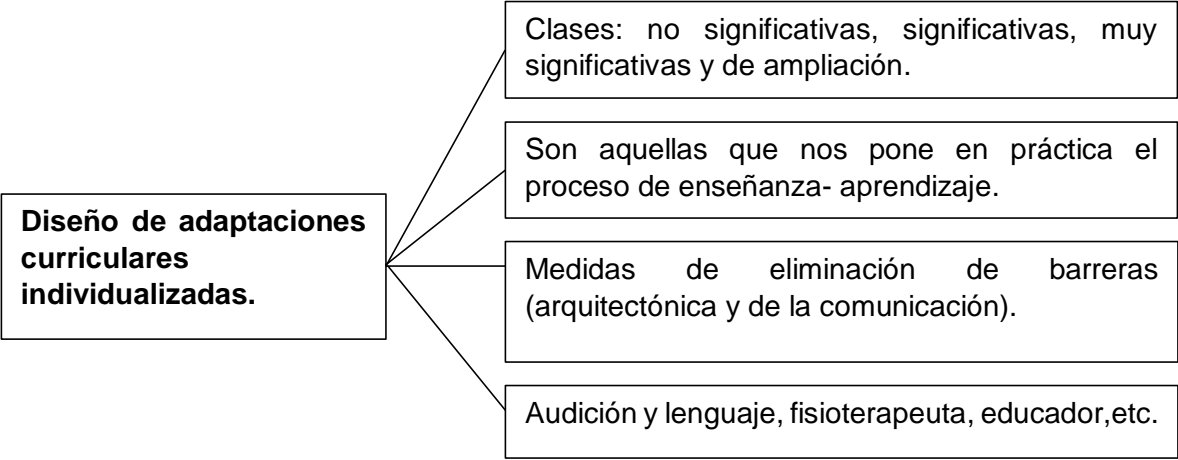 Clases: no significativas, significativas, muy
significativas y de ampliación.
Son aquellas que nos pone en práctica el
proceso de enseñanza- aprendizaje.
Diseño de adaptaciones
curriculares
individualizadas.
Medidas de eliminación de barreras
(arquitectónica y de la comunicación).
Audición y lenguaje, fisioterapeuta, educador,etc.